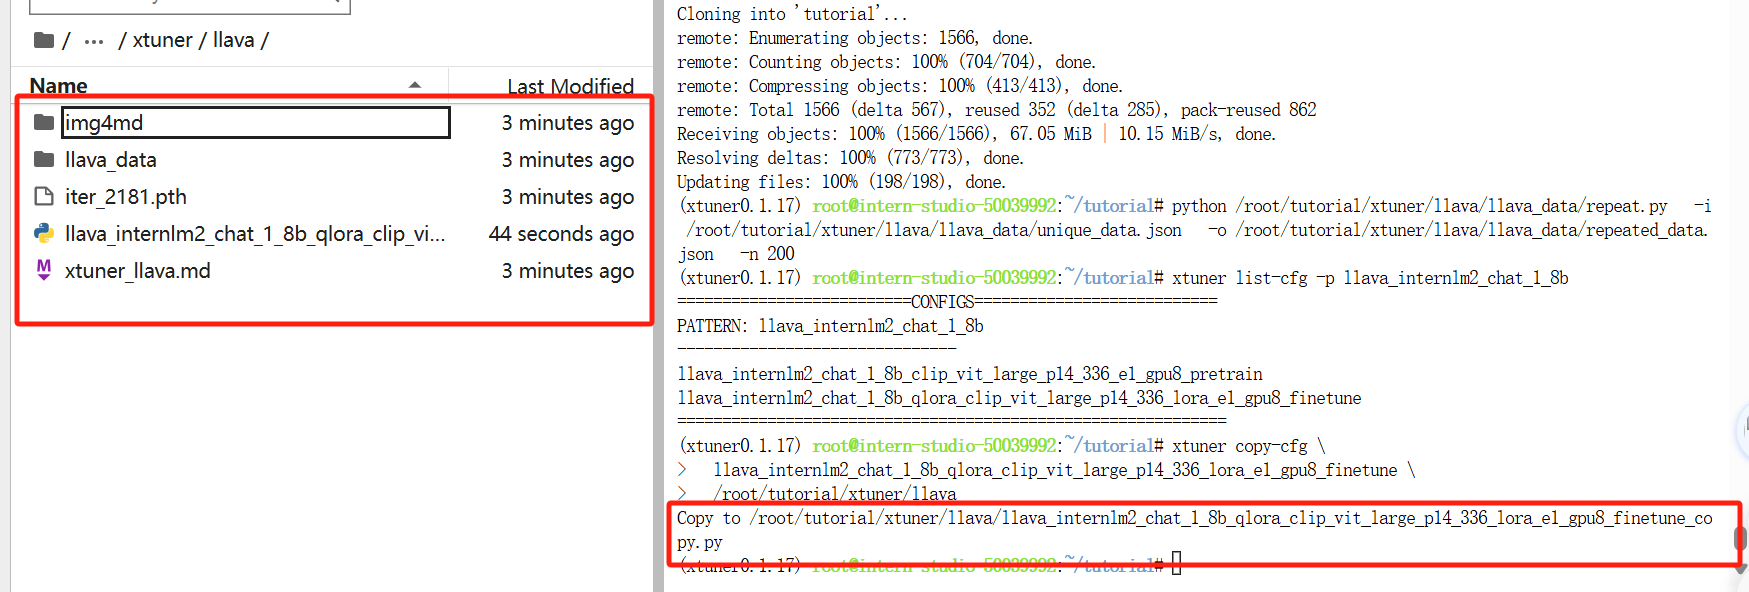 / ... / xtuner / llava /
Name Last Modified
img4md 3 minutes ago
llava_data 3 minutes ago
iter_2181.pth 3 minutes ago
llava_internlm2_chat_1_8b_qlora_clip_vi... 44 seconds ago
xtuner_llava.md 3 minutes ago
Cloning into 'tutorial'...
remote: Enumerating objects: 1566, done.
remote: Counting objects: 100% (704/704), done.
remote: Compressing objects: 100% (413/413), done.
remote: Total 1566 (delta 567), reused 352 (delta 285), pack-reused 862
Receiving objects: 100% (1566/1566), 67.05 MiB | 10.15 MiB/s, done.
Resolving deltas: 100% (773/773), done.
Updating files: 100% (198/198), done.
(xtuner0.1.17) root@intern-studio-50039992:~/tutorial# python /root/tutorial/xtuner/llava/llava_data/repeat.py -i
/root/tutorial/xtuner/llava/llava_data/unique_data.json -o /root/tutorial/xtuner/llava/llava_data/repeated_data.
json -n 200
(xtuner0.1.17) root@intern-studio-50039992:~/tutorial# xtuner list-cfg -p llava_internlm2_chat_1_8b
==========================CONFIGS===========================
PATTERN: llava_internlm2_chat_1_8b
-------------------------------
llava_internlm2_chat_1_8b_clip_vit_large_p14_336_e1_gpu8_pretrain
llava_internlm2_chat_1_8b_qlora_clip_vit_large_p14_336_lora_e1_gpu8_finetune
=============================================================
(xtuner0.1.17) root@intern-studio-50039992:~/tutorial# xtuner copy-cfg \
> llava_internlm2_chat_1_8b_qlora_clip_vit_large_p14_336_lora_e1_gpu8_finetune \
> /root/tutorial/xtuner/llava
Copy to /root/tutorial/xtuner/llava/llava_internlm2_chat_1_8b_qlora_clip_vit_large_p14_336_lora_e1_gpu8_finetune_co
py.py
(xtuner0.1.17) root@intern-studio-50039992:~/tutorial#